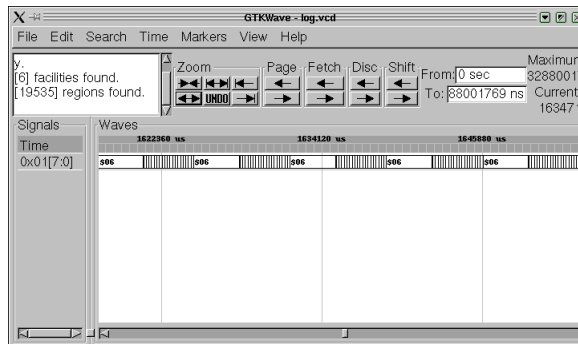 GTKWave - log.vcd
File Edit Search Time Markers View Help
y.
[6] facilities found.
[19535] regions found.
Zoom
UNDO
Page
Fetch
Disc
Shift
From: 0 sec
To: 88001769 ns
Maximum
3288001
Current
16347
Signals
Time
0x01[7:0]
Waves
1622360 us 1634120 us 1645880 us
$06 $06 $06 $06 $06